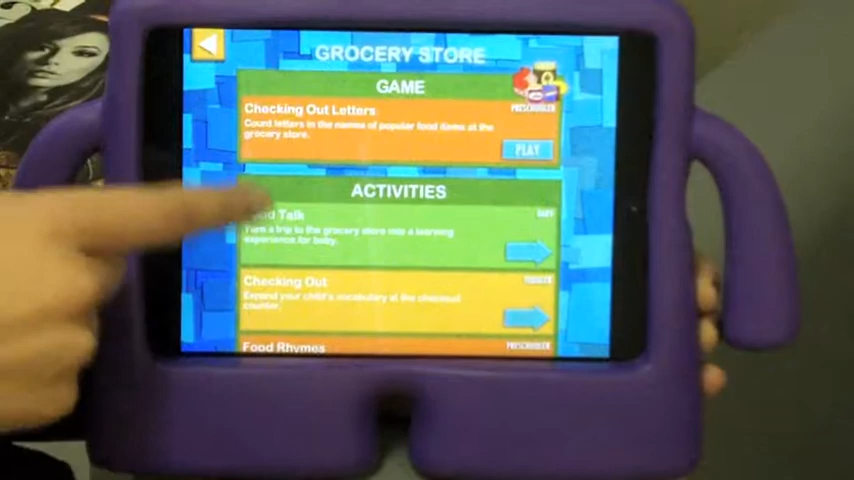 GROCERY STORE
GAME
Checking Out Letters
PRESCHOOLER
Count letters in the names of popular food items at the
grocery store.
PLAY
ACTIVITIES
Talk
BABY
Turn a trip to the grocery store into a learning
experience for baby.
Checking Out
TODDLER
Expand your child's vocabulary at the checkout
counter.
Food Rhymes
PRESCHOOLER